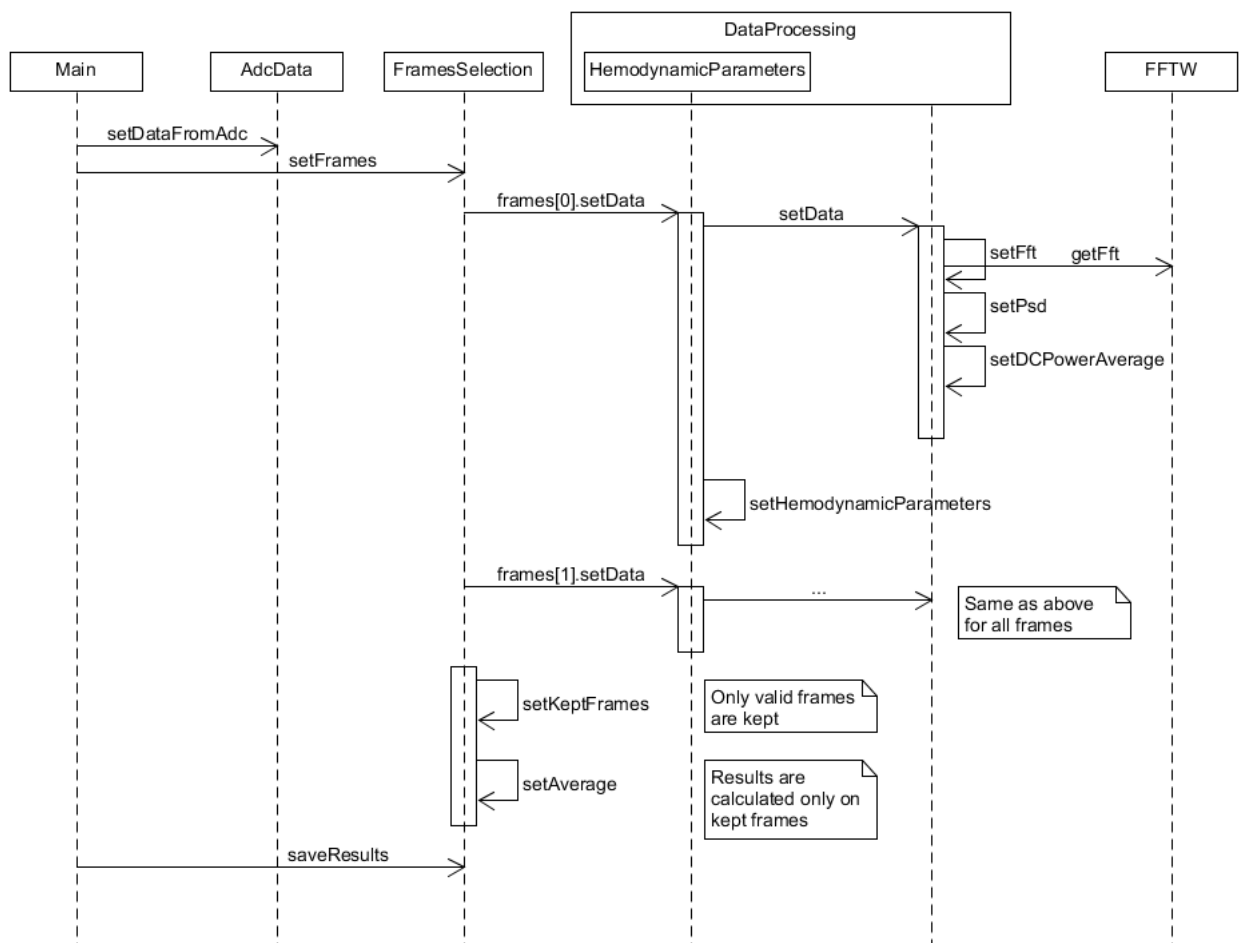 DataProcessing
Main
AdcData
FramesSelection
HemodynamicParameters
FFTW
setDataFromAdc
setFrames
frames[0].setData
setData
setFft
getFft
setPsd
setDCPowerAverage
setHemodynamicParameters
frames[1].setData
...
Same as above
for all frames
setKeptFrames
Only valid frames
are kept
setAverage
Results are
calculated only on
kept frames
saveResults